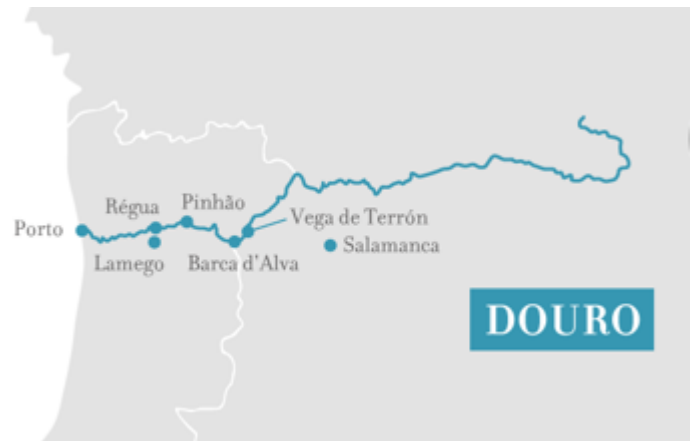 Pinhão
Régua
Porto
Vega de Terrón
Lamego
Barca d'Alva
Salamanca
DOURO